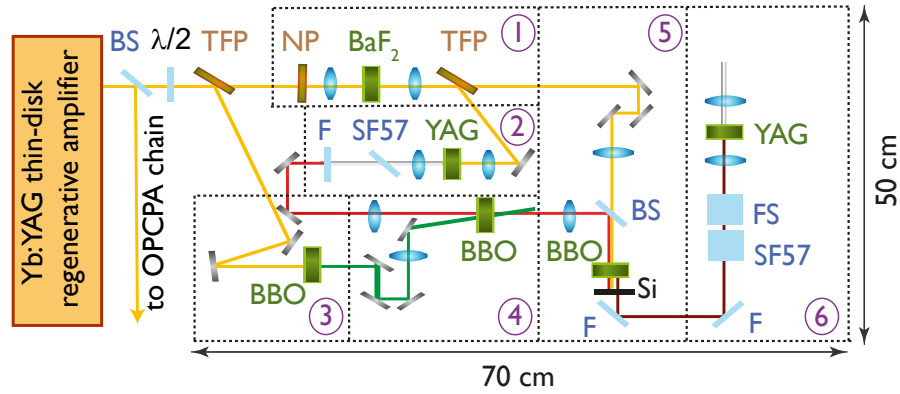 BS λ/2 TFP NP BaF2 TFP
1
5
Yb:YAG thin-disk
regenerative amplifier
to OPCPA chain
F SF57 YAG
2
YAG
BS
FS
SF57
BBO
BBO
BBO
Si
3
4
F
F
6
50 cm
70 cm